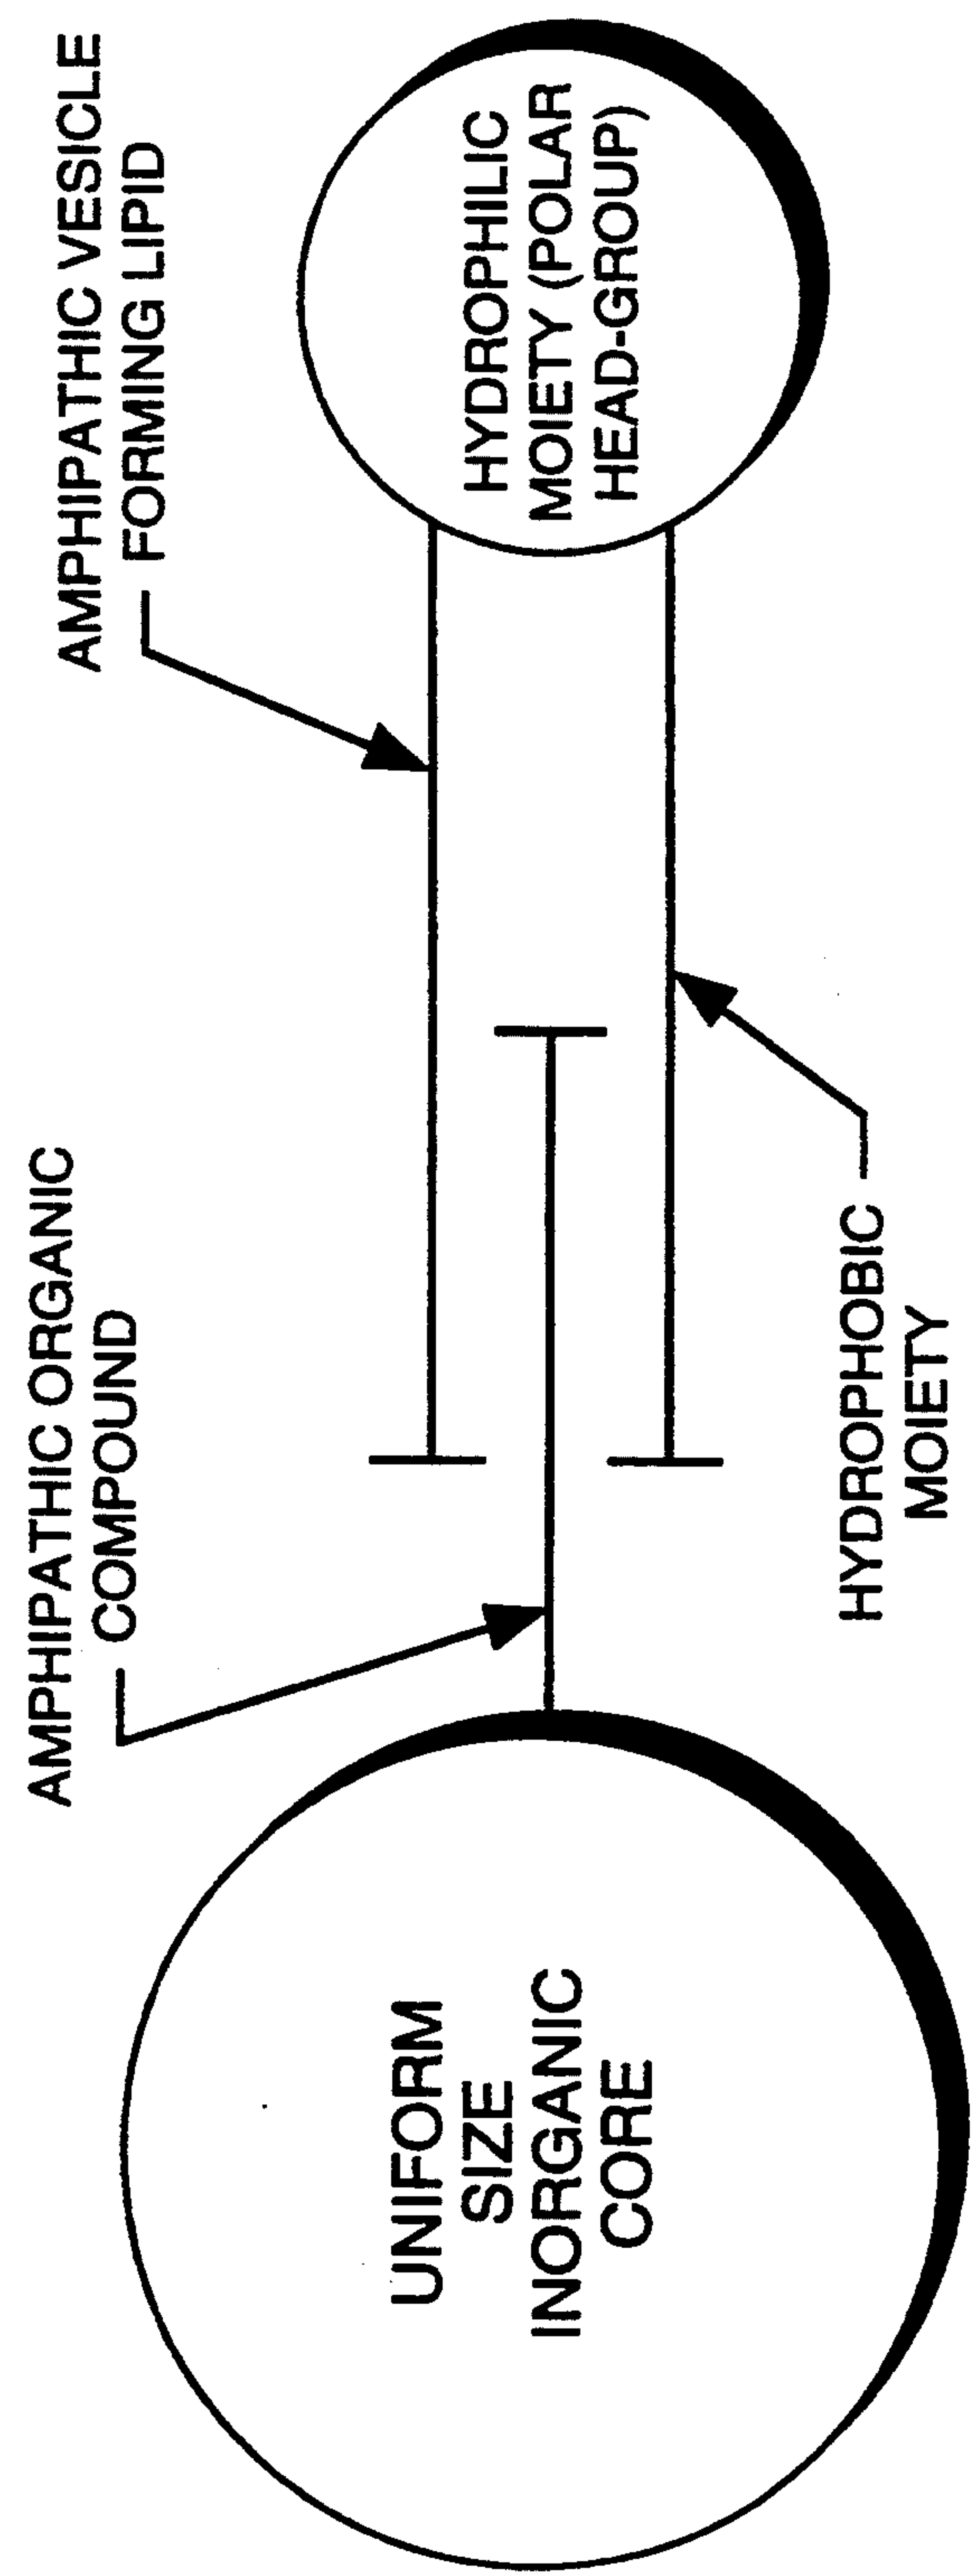 AMPHIPATHIC ORGANIC
COMPOUND
AMPHIPATHIC VESICLE
FORMING LIPID
UNIFORM
SIZE
INORGANIC
CORE
HYDROPHILIC
MOIETY (POLAR
HEAD-GROUP)
HYDROPHOBIC
MOIETY